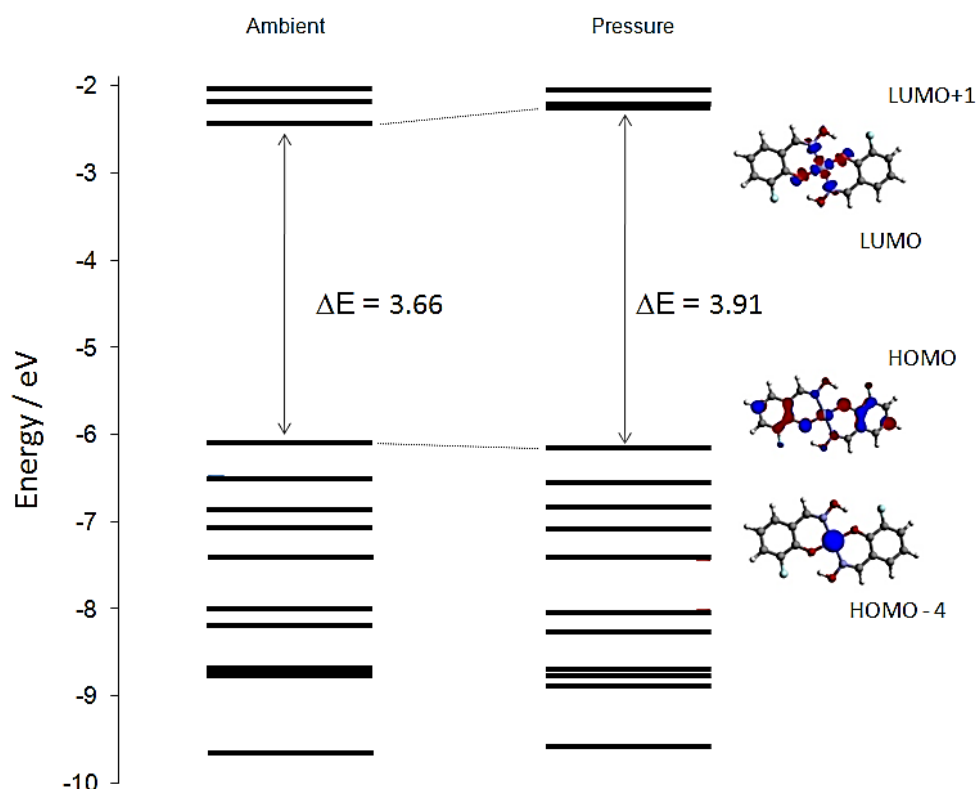 Ambient
Pressure
-2
-3
-4
-5
-6
-7
-8
-9
-10
Energy / eV
ΔE = 3.66
ΔE = 3.91
LUMO+1
LUMO
HOMO
HOMO - 4